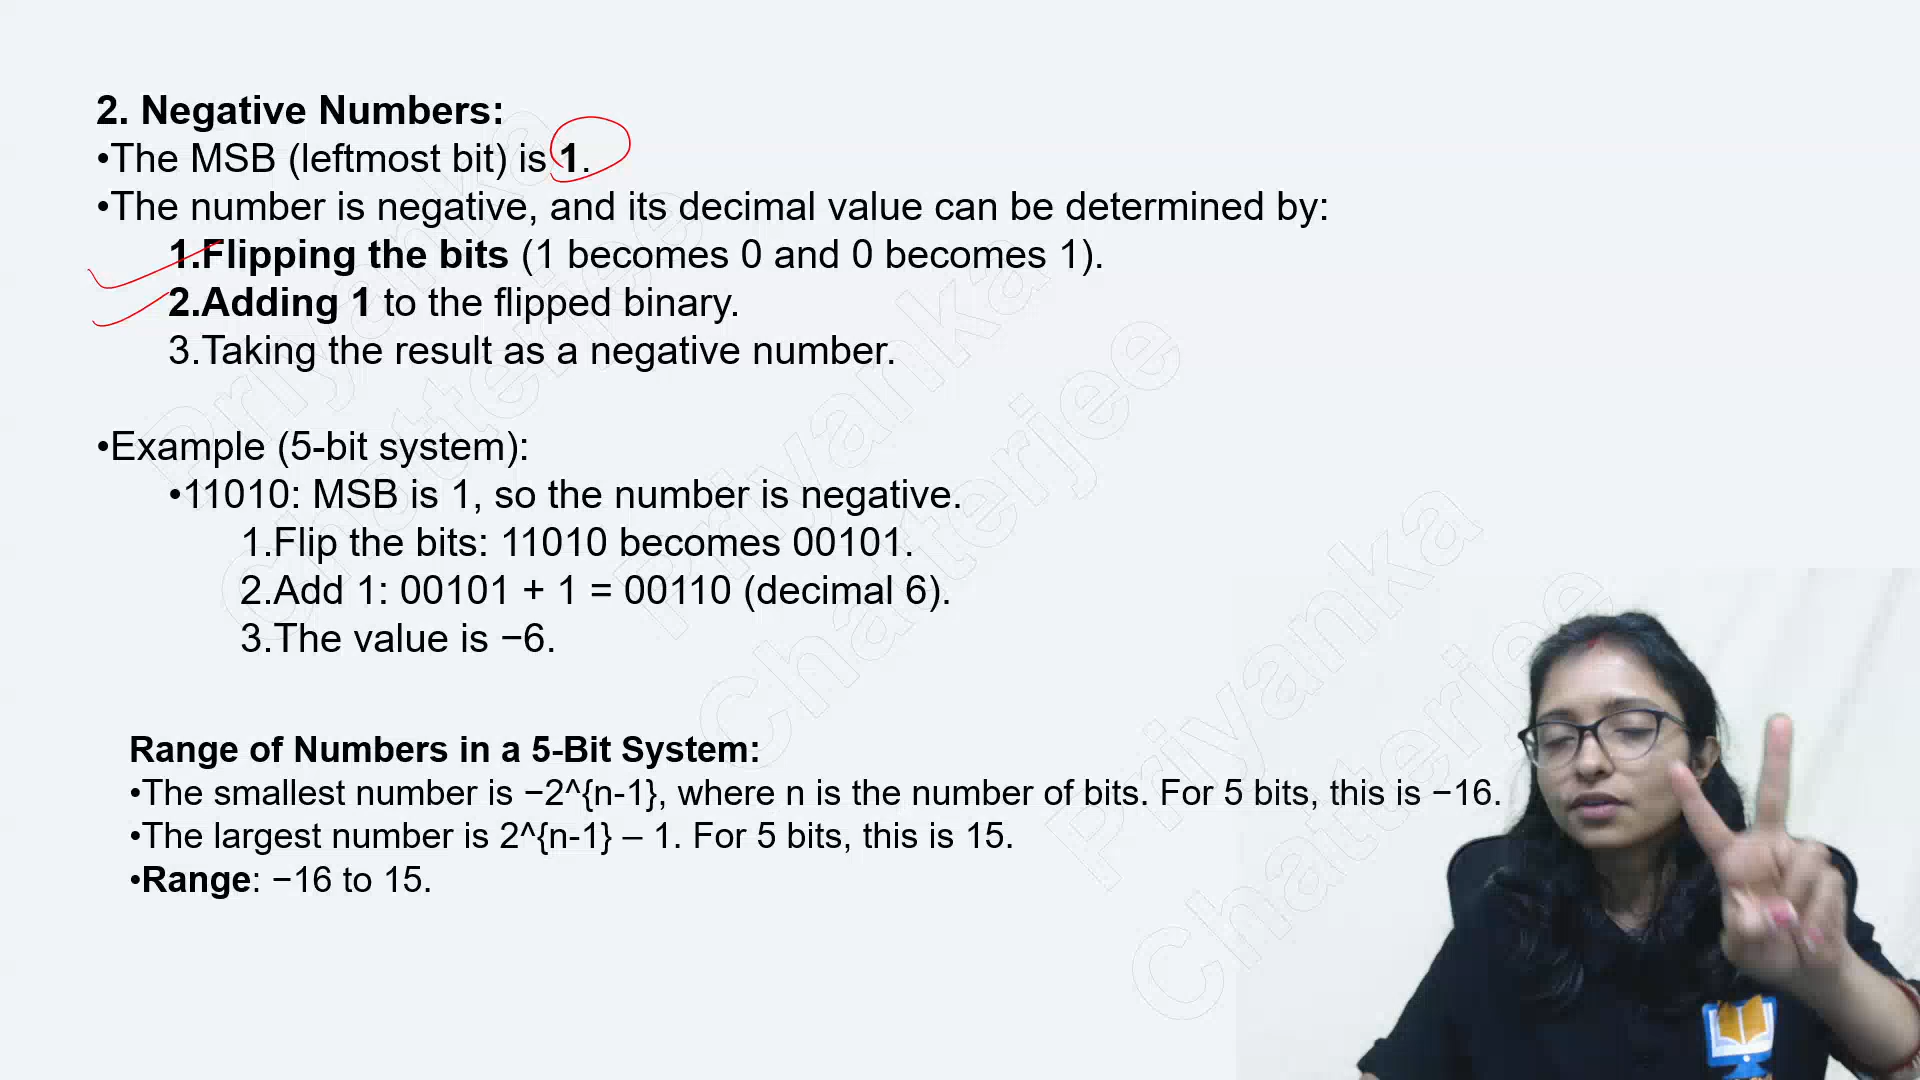 2. Negative Numbers:
•The MSB (leftmost bit) is 1.
•The number is negative, and its decimal value can be determined by:
1.Flipping the bits (1 becomes 0 and 0 becomes 1).
2.Adding 1 to the flipped binary.
3.Taking the result as a negative number.
•Example (5-bit system):
•11010: MSB is 1, so the number is negative.
1.Flip the bits: 11010 becomes 00101.
2.Add 1: 00101 + 1 = 00110 (decimal 6).
3.The value is −6.
Range of Numbers in a 5-Bit System:
•The smallest number is −2^{n-1}, where n is the number of bits. For 5 bits, this is −16.
•The largest number is 2^{n-1} – 1. For 5 bits, this is 15.
•Range: −16 to 15.
Priyanka
Chatterjee
Priyanka
Chatterjee
Priyanka
Chatterjee